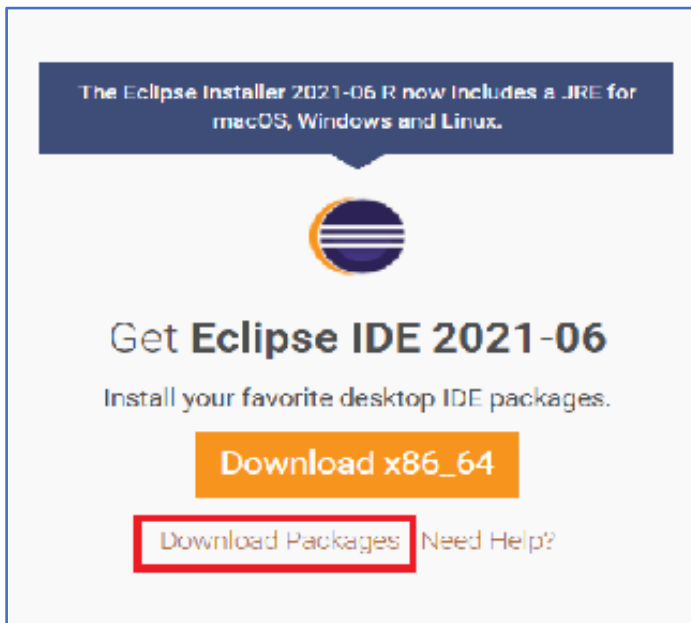 The Eclipse Installer 2021-06 R now includes a JRE for
macOS, Windows and Linux.
Get Eclipse IDE 2021-06
Install your favorite desktop IDE packages.
Download x86_64
Download Packages Need Help?